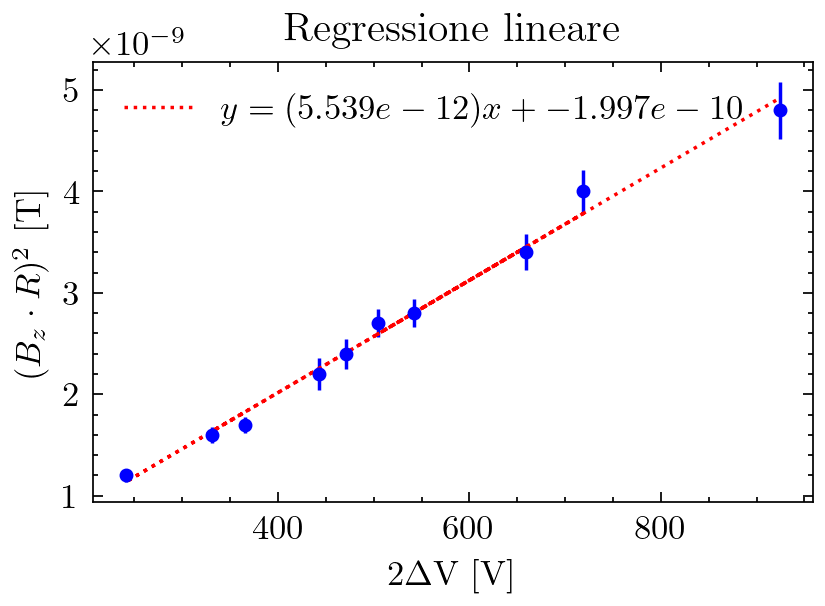 Regressione lineare
×10⁻⁹
y = (5.539e − 12)x + −1.997e − 10
5
4
3
2
1
(B_z · R)² [T]
400 600 800
2ΔV [V]